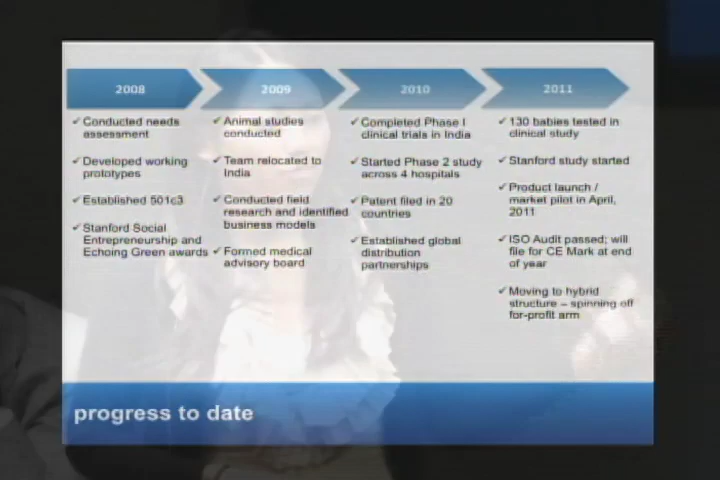 2008
2009
2010
2011
✓ Conducted needs
assessment
✓ Developed working
prototypes
✓ Established 501c3
✓ Stanford Social
Entrepreneurship and
Echoing Green awards
✓ Animal studies
conducted
✓ Team relocated to
India
✓ Conducted field
research and identified
business models
✓ Formed medical
advisory board
✓ Completed Phase I
clinical trials in India
✓ Started Phase 2 study
across 4 hospitals
✓ Patent filed in 20
countries
✓ Established global
distribution
partnerships
✓ 130 babies tested in
clinical study
✓ Stanford study started
✓ Product launch /
market pilot in April,
2011
✓ ISO Audit passed; will
file for CE Mark at end
of year
✓ Moving to hybrid
structure – spinning off
for-profit arm
progress to date